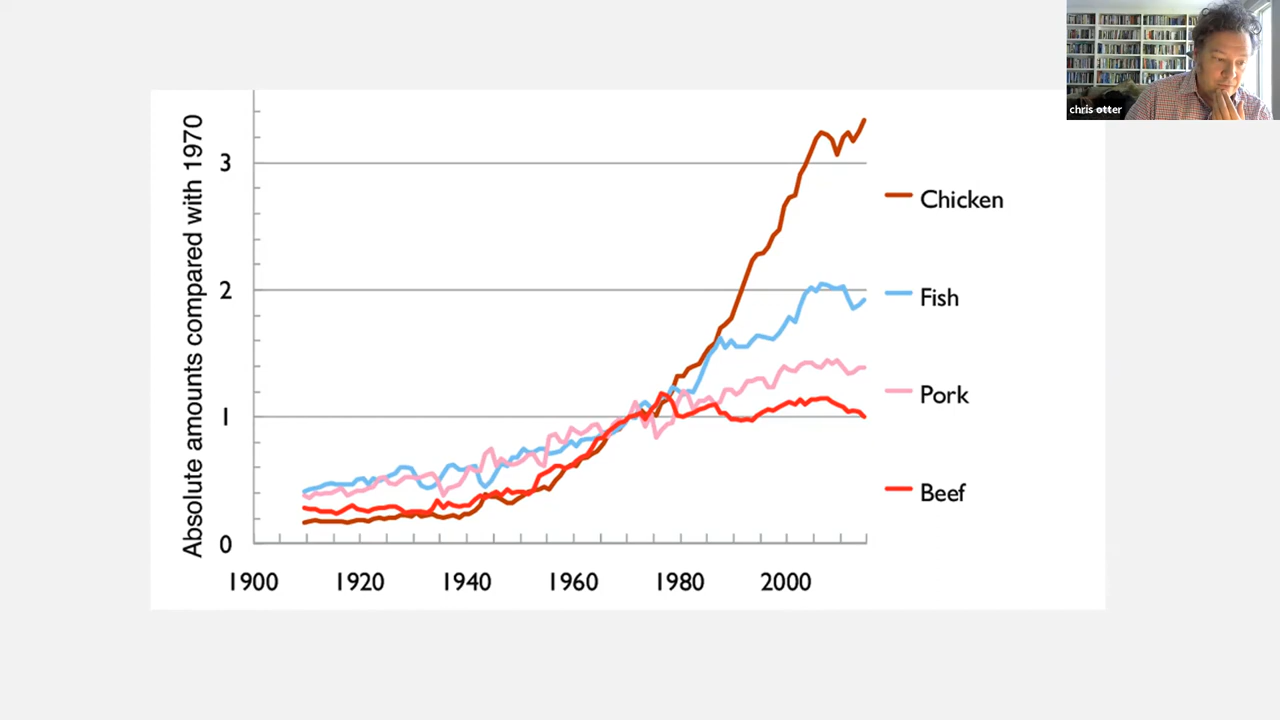 chris otter
Absolute amounts compared with 1970
3
2
1
0
1900 1920 1940 1960 1980 2000
Chicken
Fish
Pork
Beef